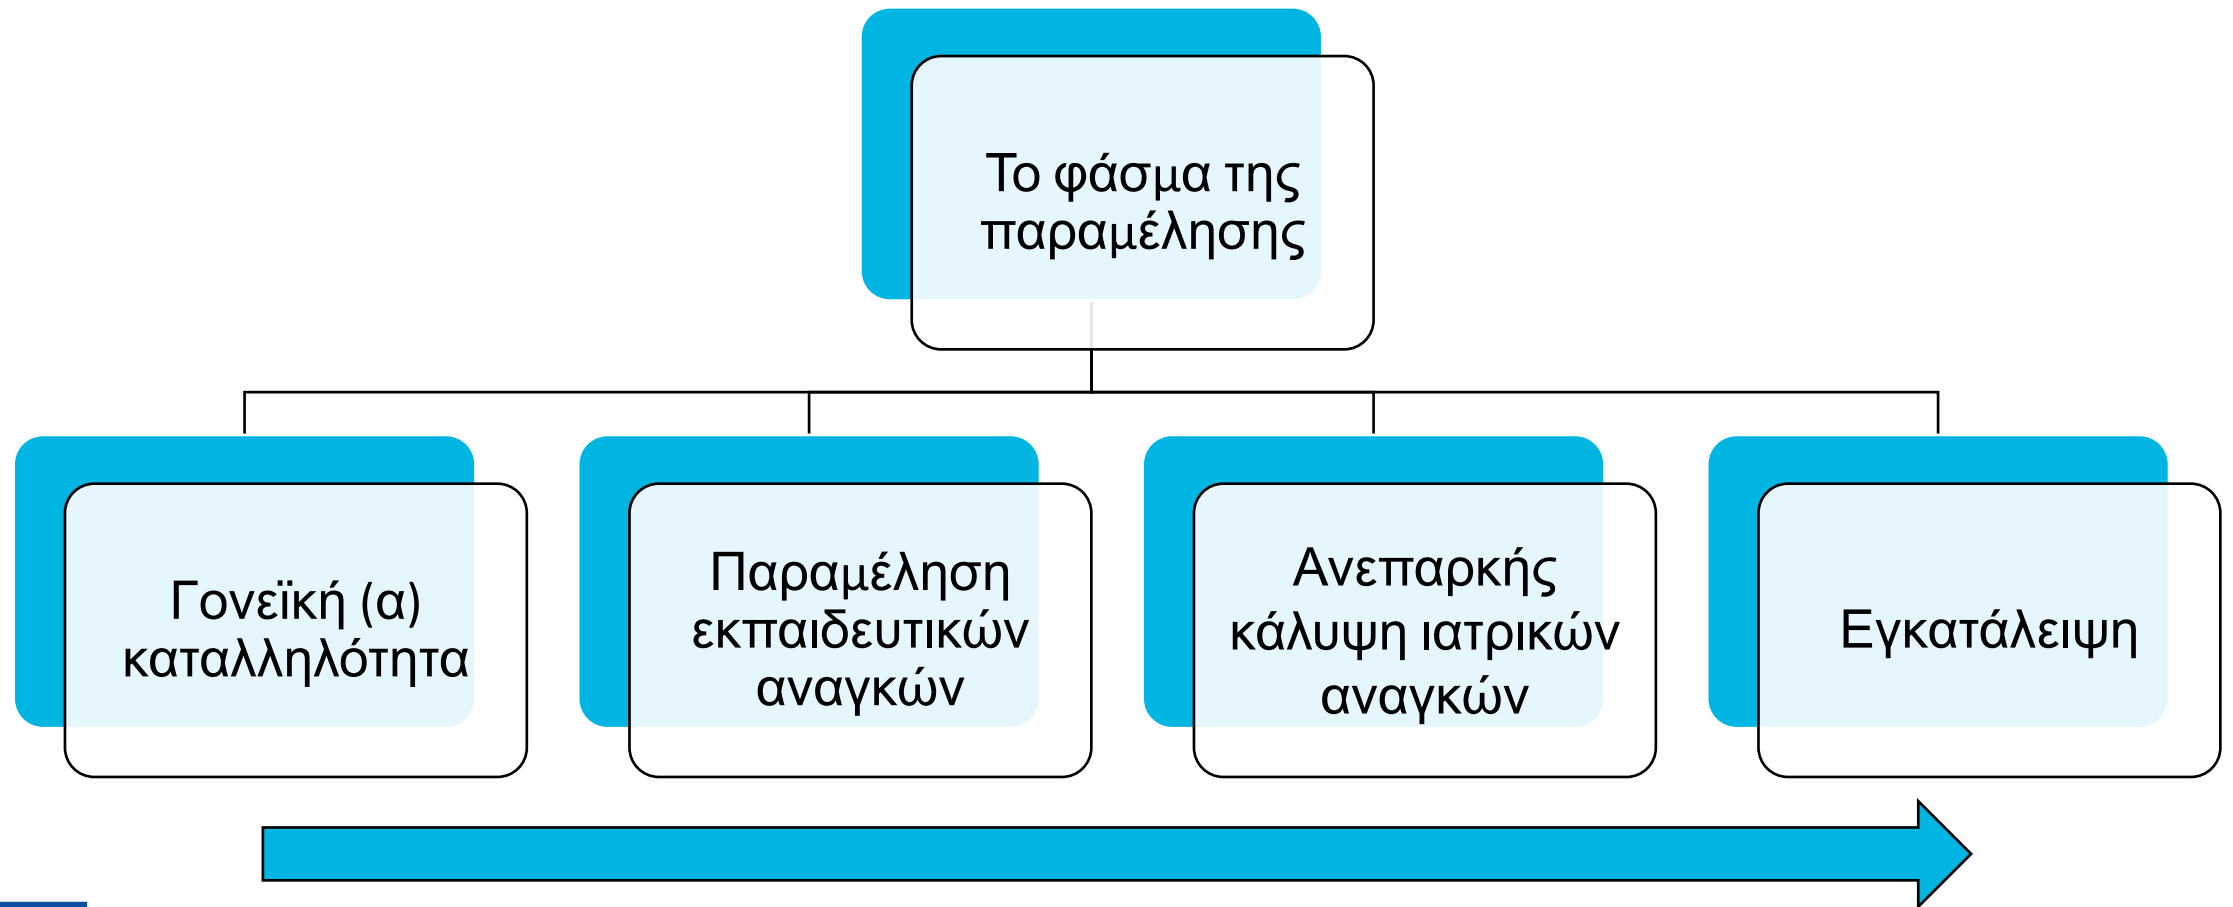 Το φάσμα της
παραμέλησης
Γονεϊκή (α)
καταλληλότητα
Παραμέληση
εκπαιδευτικών
αναγκών
Ανεπαρκής
κάλυψη ιατρικών
αναγκών
Εγκατάλειψη